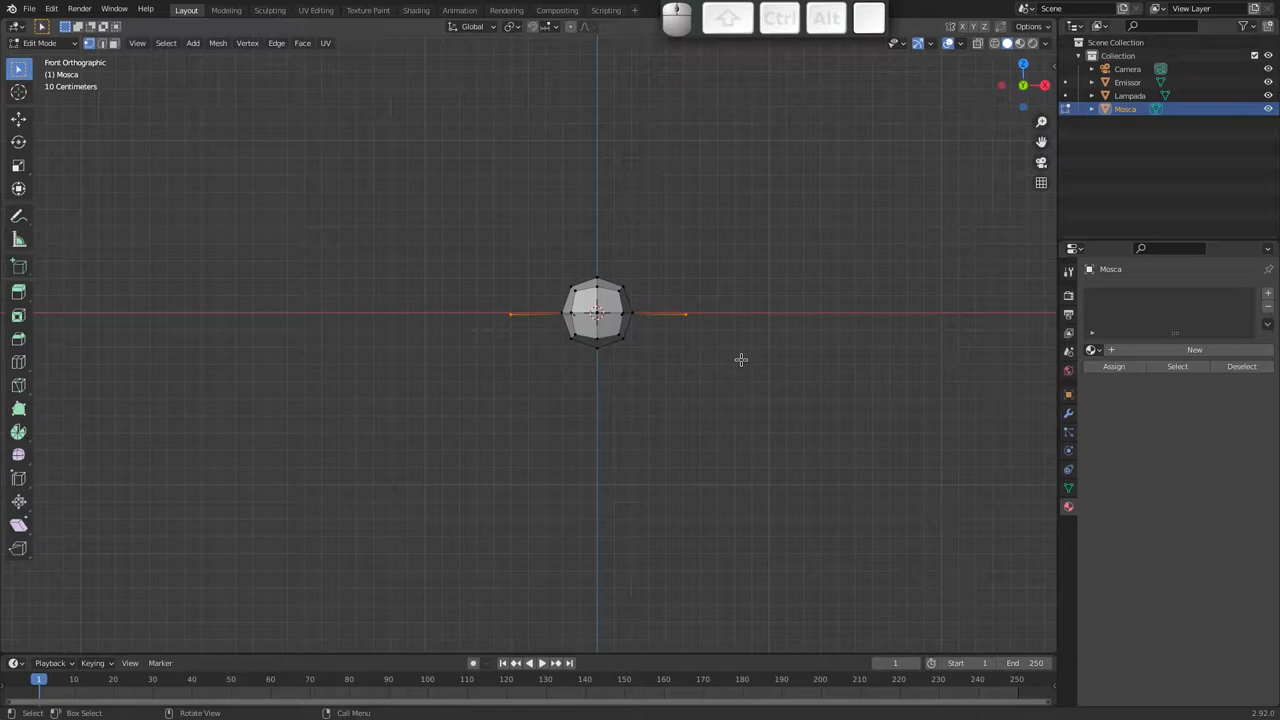 File Edit Render Window Help Layout Modeling Sculpting UV Editing Texture Paint Shading Animation Rendering Compositing Scripting
Ctrl Alt
Scene View Layer
Global Options
X Y Z
Edit Mode View Select Add Mesh Vertex Edge Face UV
Scene Collection
Collection
Camera
Emissor
Lampada
Mosca
Front Orthographic
(1) Mosca
10 Centimeters
Z
Y
X
Mosca
New
Assign Select Deselect
Playback Keying View Marker
1 Start 1 End 250
1 10 20 30 40 50 60 70 80 90 100 110 120 130 140 150 160 170 180 190 200 210 220 230 240 250
Select Box Select Rotate View Call Menu 2.92.0